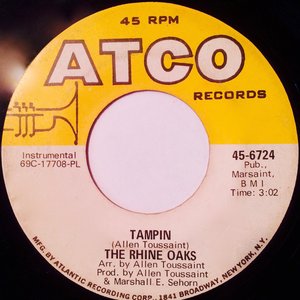 45 RPM
ATCO
RECORDS
Instrumental
69C-17708-PL
45-6724
Pub.,
Marsaint,
B M I
Time: 3:02
TAMPIN
(Allen Toussaint)
THE RHINE OAKS
Arr. by Allen Toussaint
Prod. by Allen Toussaint
& Marshall E. Sehorn
MFG. BY ATLANTIC RECORDING CORP., 1841 BROADWAY, NEW YORK, N.Y.